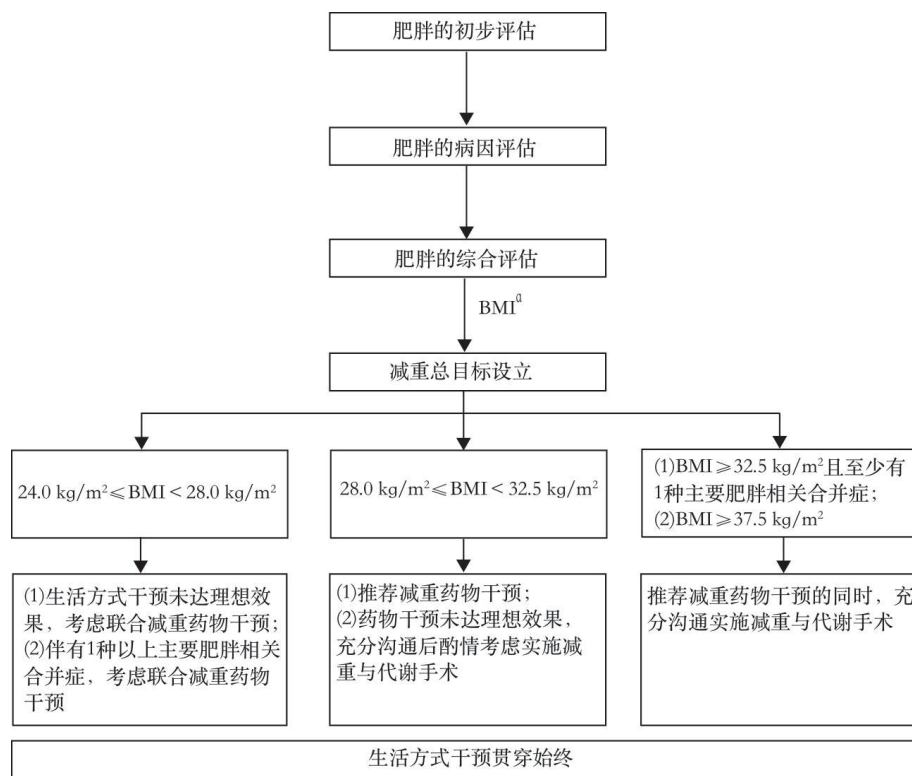 肥胖的初步评估
肥胖的病因评估
肥胖的综合评估
BMIᵃ
减重总目标设立
24.0 kg/m²≤BMI＜28.0 kg/m²
28.0 kg/m²≤BMI＜32.5 kg/m²
(1)BMI≥32.5 kg/m²且至少有
1种主要肥胖相关合并症；
(2)BMI≥37.5 kg/m²
(1)生活方式干预未达理想效
果，考虑联合减重药物干预；
(2)伴有1种以上主要肥胖相关
合并症，考虑联合减重药物
干预
(1)推荐减重药物干预；
(2)药物干预未达理想效果，
充分沟通后酌情考虑实施减
重与代谢手术
推荐减重药物干预的同时，充
分沟通实施减重与代谢手术
生活方式干预贯穿始终